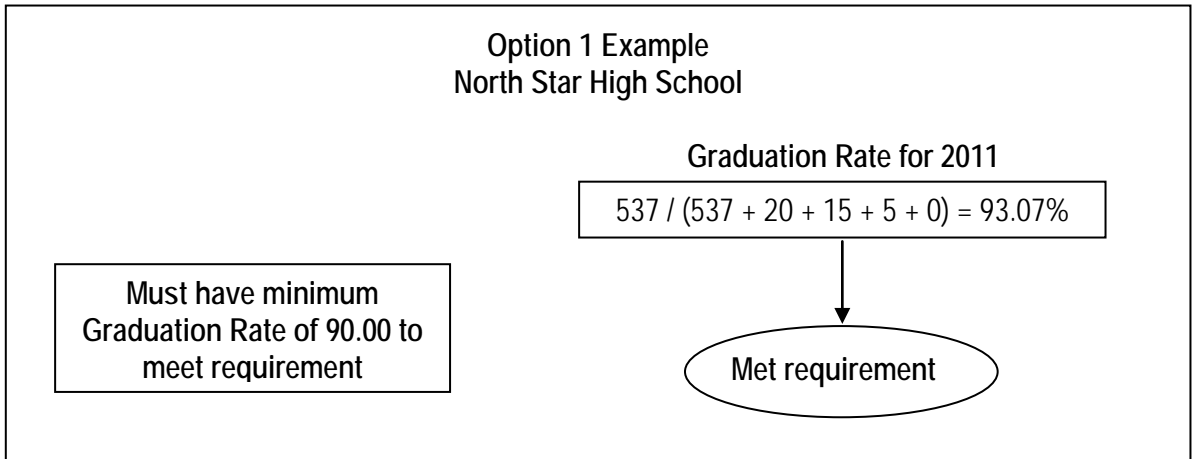 Option 1 Example
North Star High School
Graduation Rate for 2011
537 / (537 + 20 + 15 + 5 + 0) = 93.07%
Must have minimum
Graduation Rate of 90.00 to
meet requirement
Met requirement